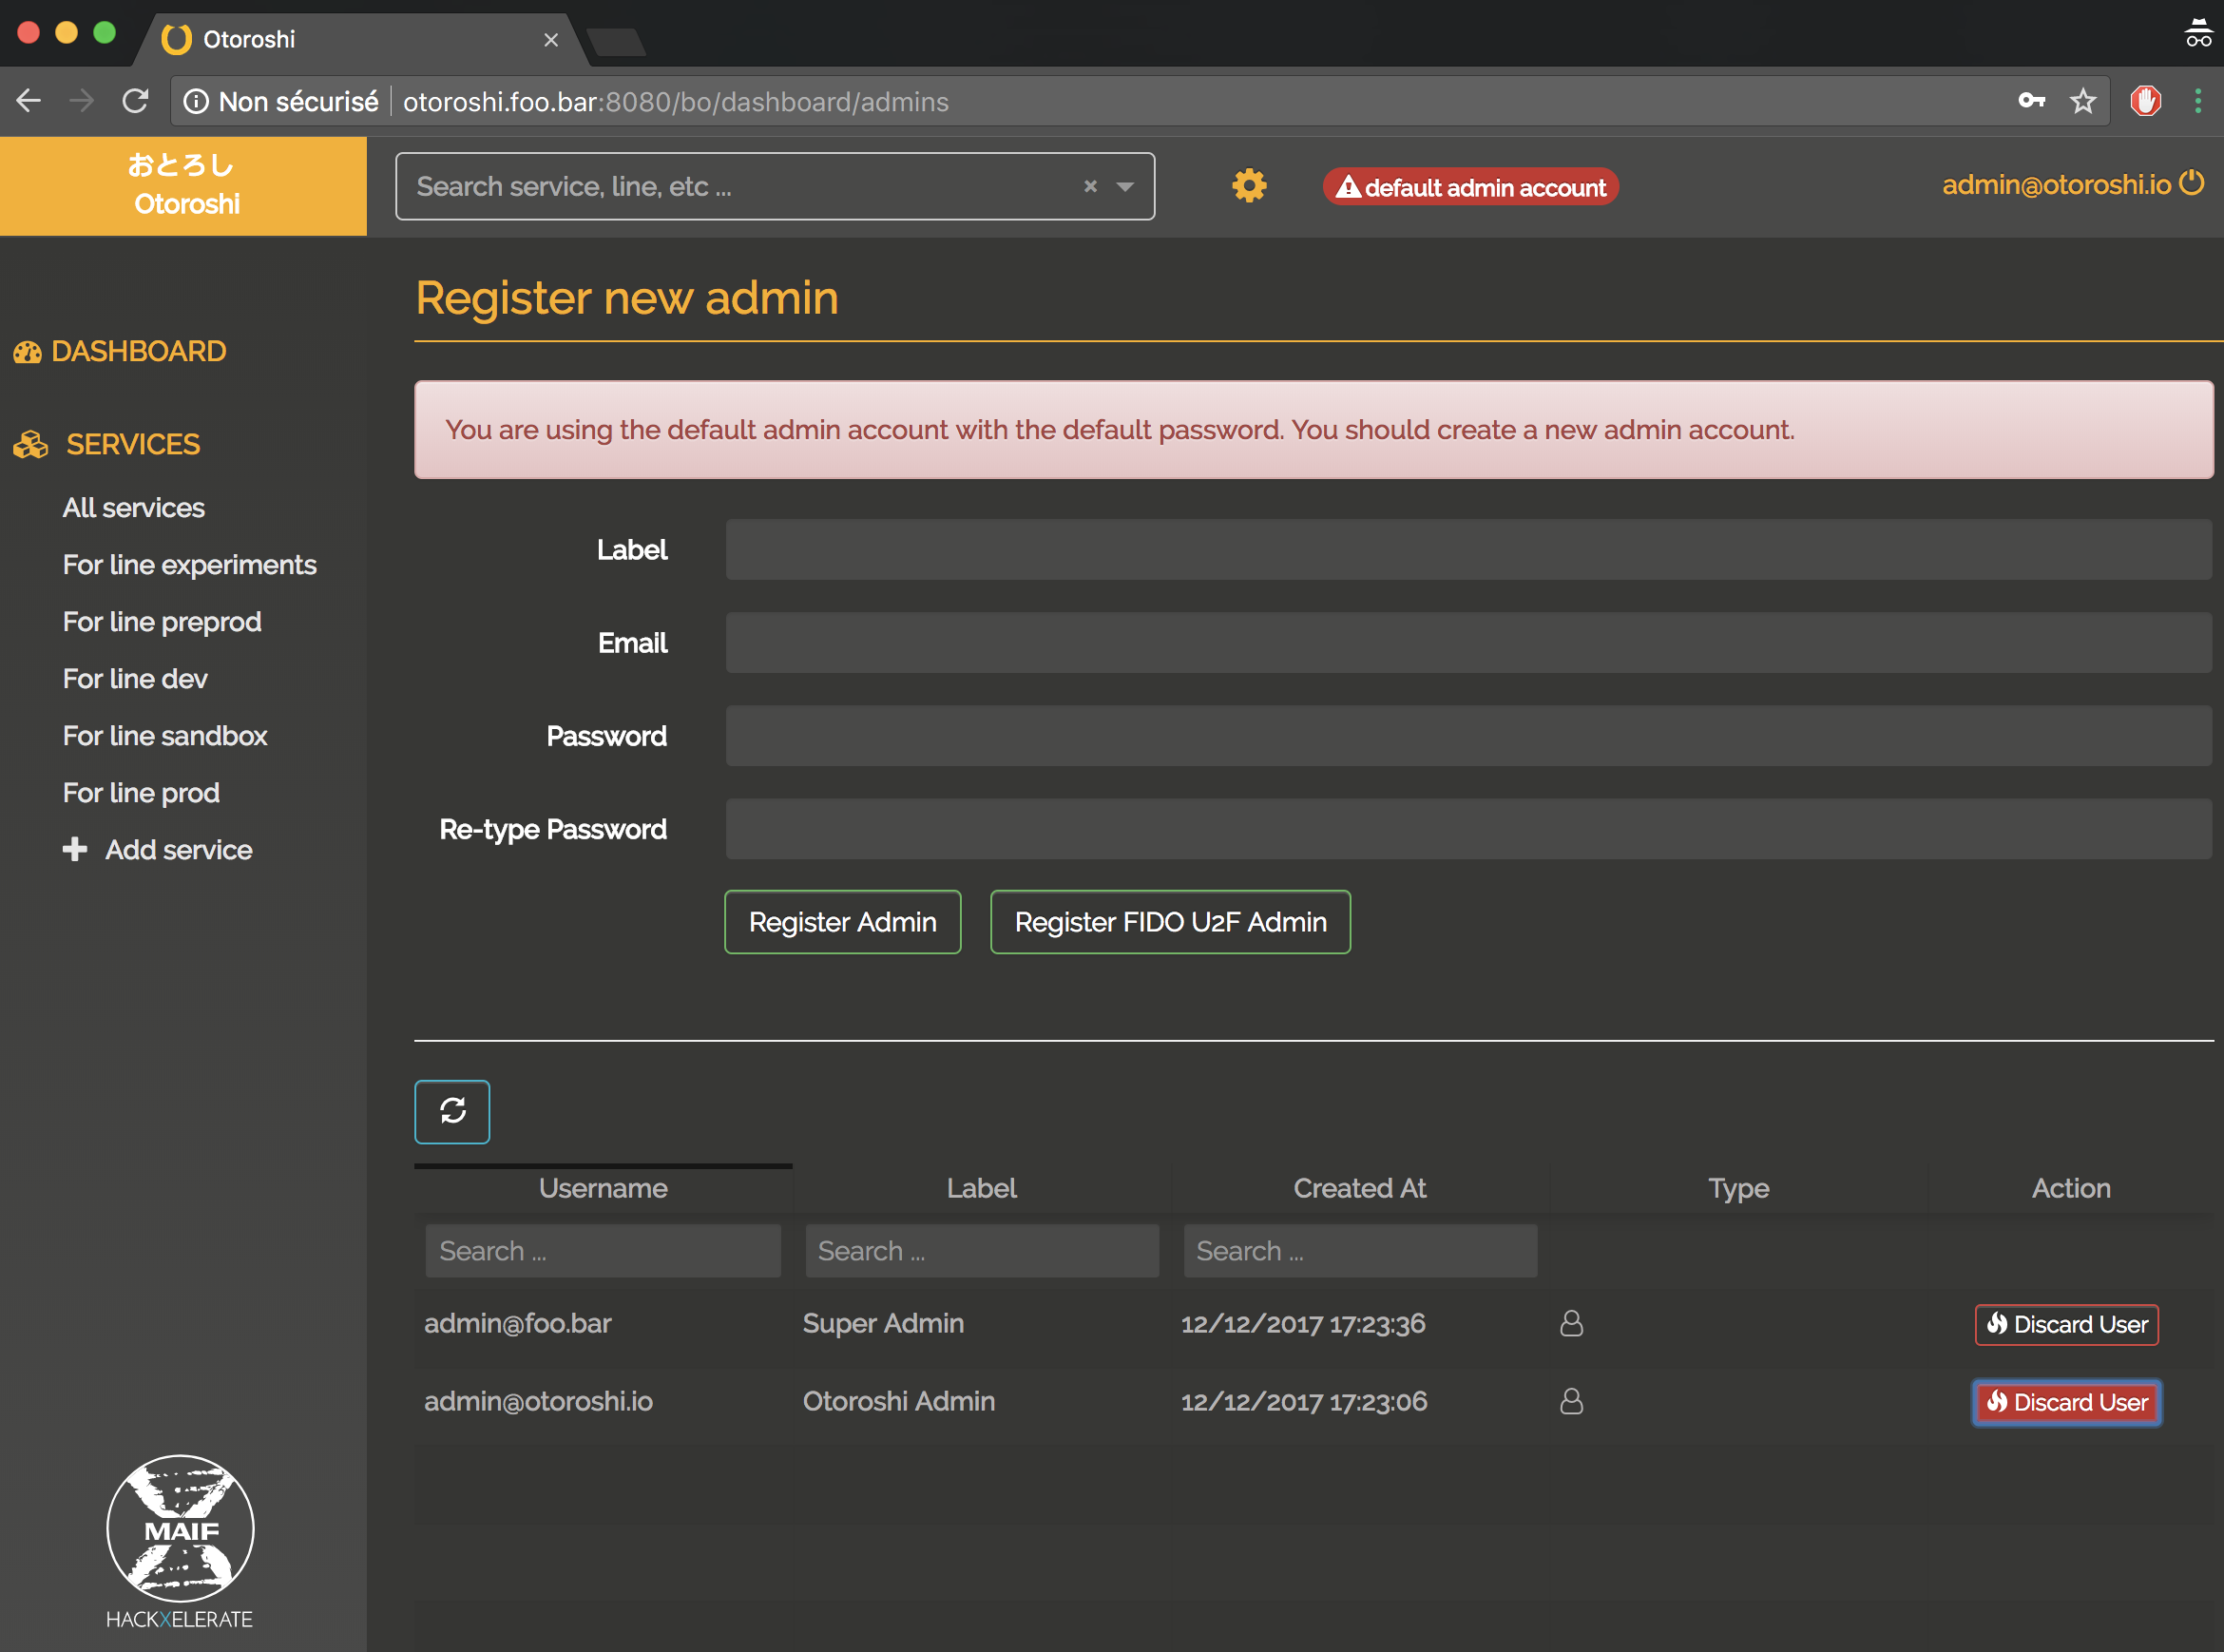 Otoroshi
Non sécurisé otoroshi.foo.bar:8080/bo/dashboard/admins
おとろし
Otoroshi
Search service, line, etc ...
default admin account
admin@otoroshi.io
DASHBOARD
SERVICES
All services
For line experiments
For line preprod
For line dev
For line sandbox
For line prod
Add service
MAIF
HACKXELERATE
Register new admin
You are using the default admin account with the default password. You should create a new admin account.
Label
Email
Password
Re-type Password
Register Admin Register FIDO U2F Admin
Username Label Created At Type Action
Search ... Search ... Search ...
admin@foo.bar Super Admin 12/12/2017 17:23:36 Discard User
admin@otoroshi.io Otoroshi Admin 12/12/2017 17:23:06 Discard User